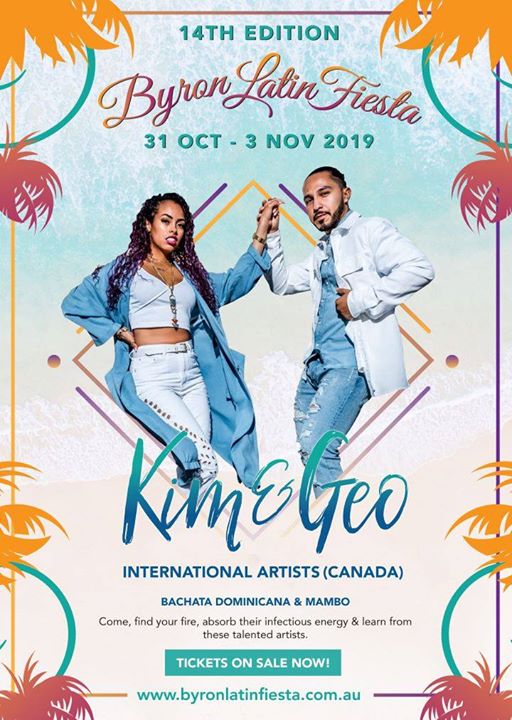 14TH EDITION
Byron Latin Fiesta
31 OCT - 3 NOV 2019
Kim & Geo
INTERNATIONAL ARTISTS (CANADA)
BACHATA DOMINICANA & MAMBO
Come, find your fire, absorb their infectious energy & learn from
these talented artists.
TICKETS ON SALE NOW!
www.byronlatinfiesta.com.au